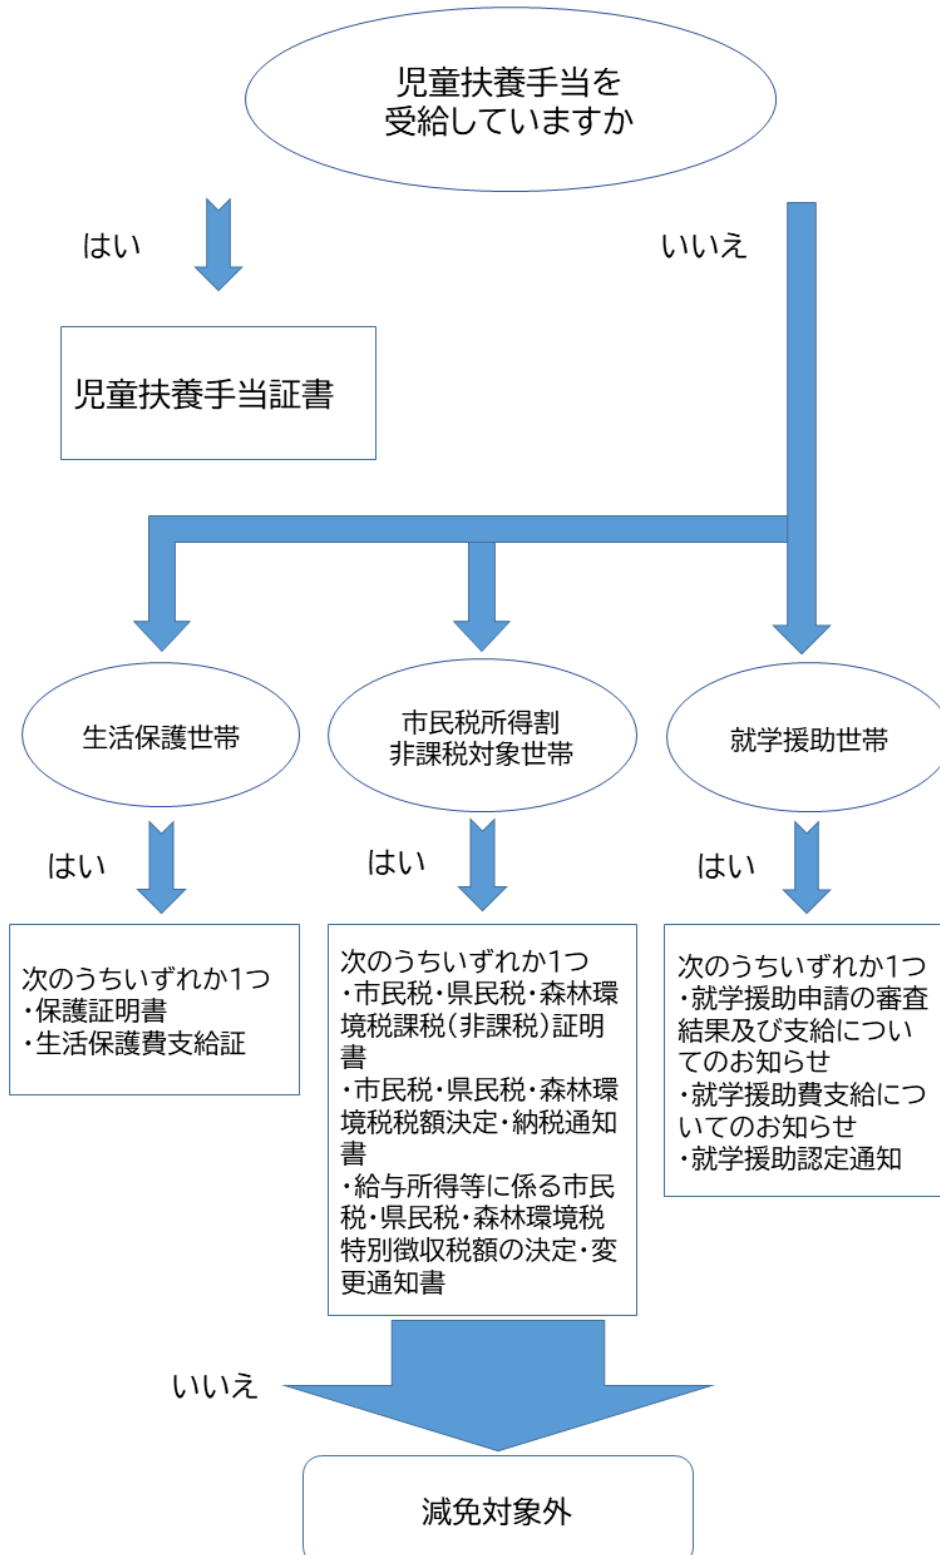 児童扶養手当を
受給していますか
はい
いいえ
児童扶養手当証書
生活保護世帯
市民税所得割
非課税対象世帯
就学援助世帯
はい
はい
はい
次のうちいずれか1つ
・保護証明書
・生活保護費支給証
次のうちいずれか1つ
・市民税・県民税・森林環
境税課税(非課税)証明
書
・市民税・県民税・森林環
境税税額決定・納税通知
書
・給与所得等に係る市民
税・県民税・森林環境税
特別徴収税額の決定・変
更通知書
次のうちいずれか1つ
・就学援助申請の審査
結果及び支給につい
てのお知らせ
・就学援助費支給につ
いてのお知らせ
・就学援助認定通知
いいえ
減免対象外